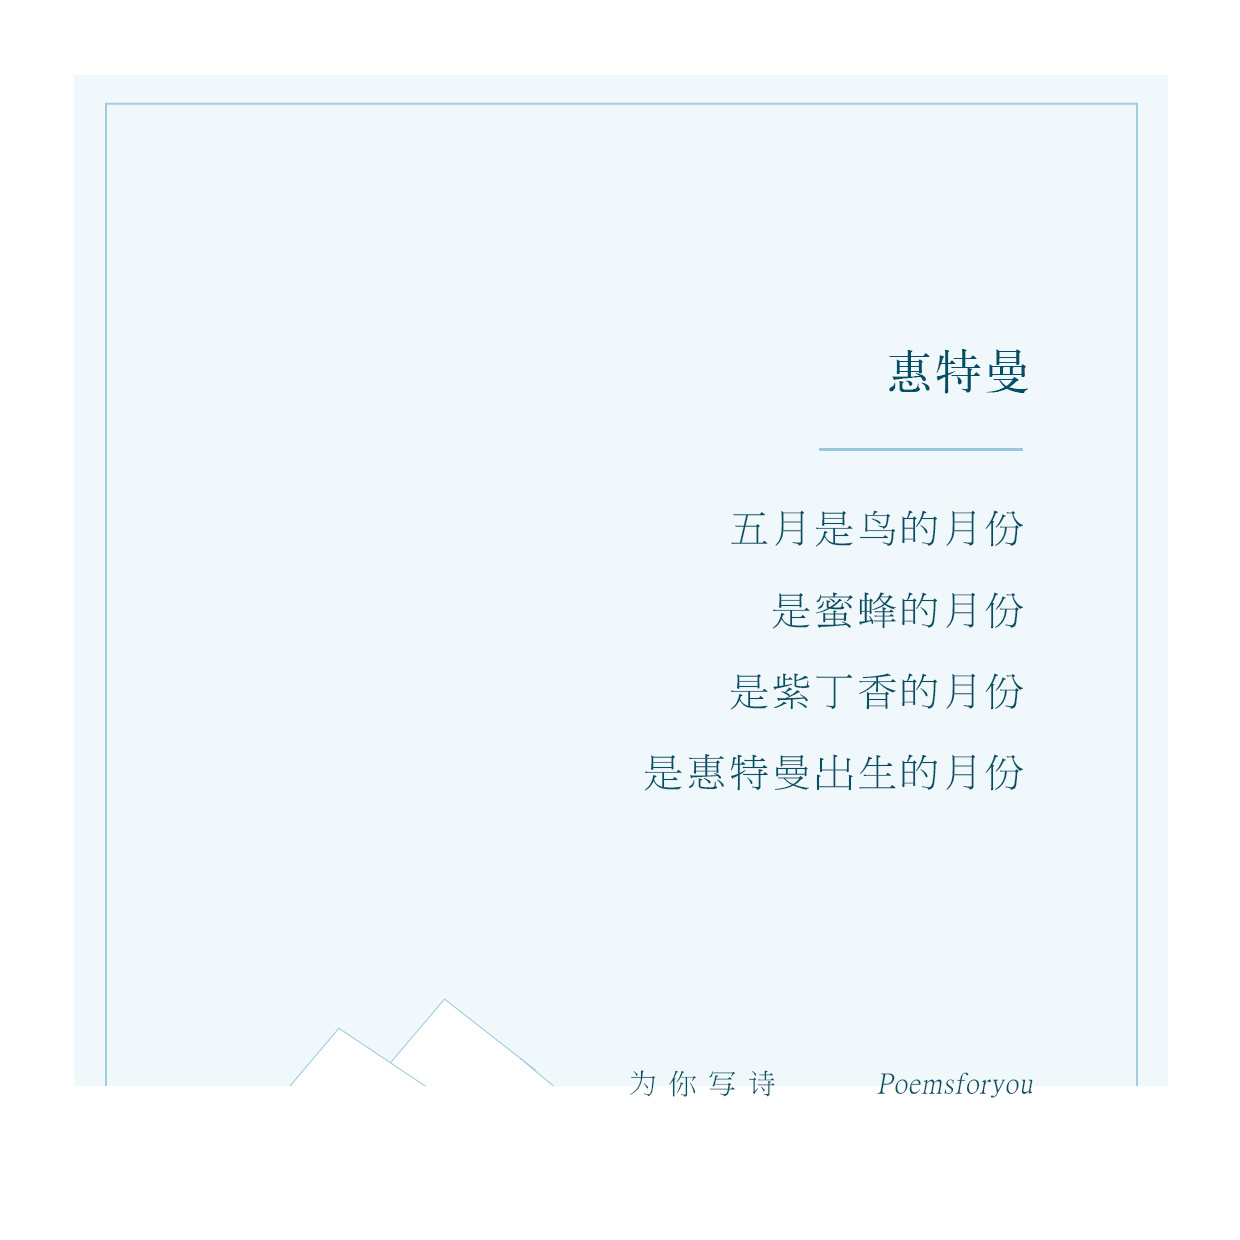 惠特曼
五月是鸟的月份
是蜜蜂的月份
是紫丁香的月份
是惠特曼出生的月份
为你写诗 Poemsforyou